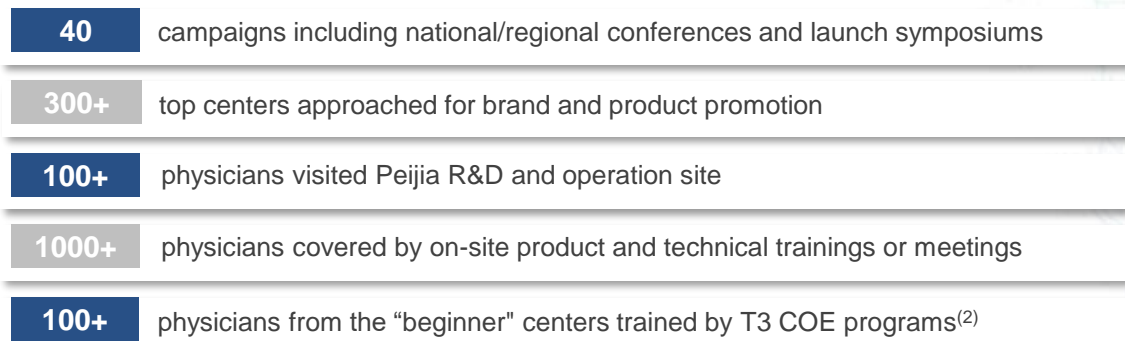 40 campaigns including national/regional conferences and launch symposiums
300+ top centers approached for brand and product promotion
100+ physicians visited Peijia R&D and operation site
1000+ physicians covered by on-site product and technical trainings or meetings
100+ physicians from the “beginner" centers trained by T3 COE programs(2)